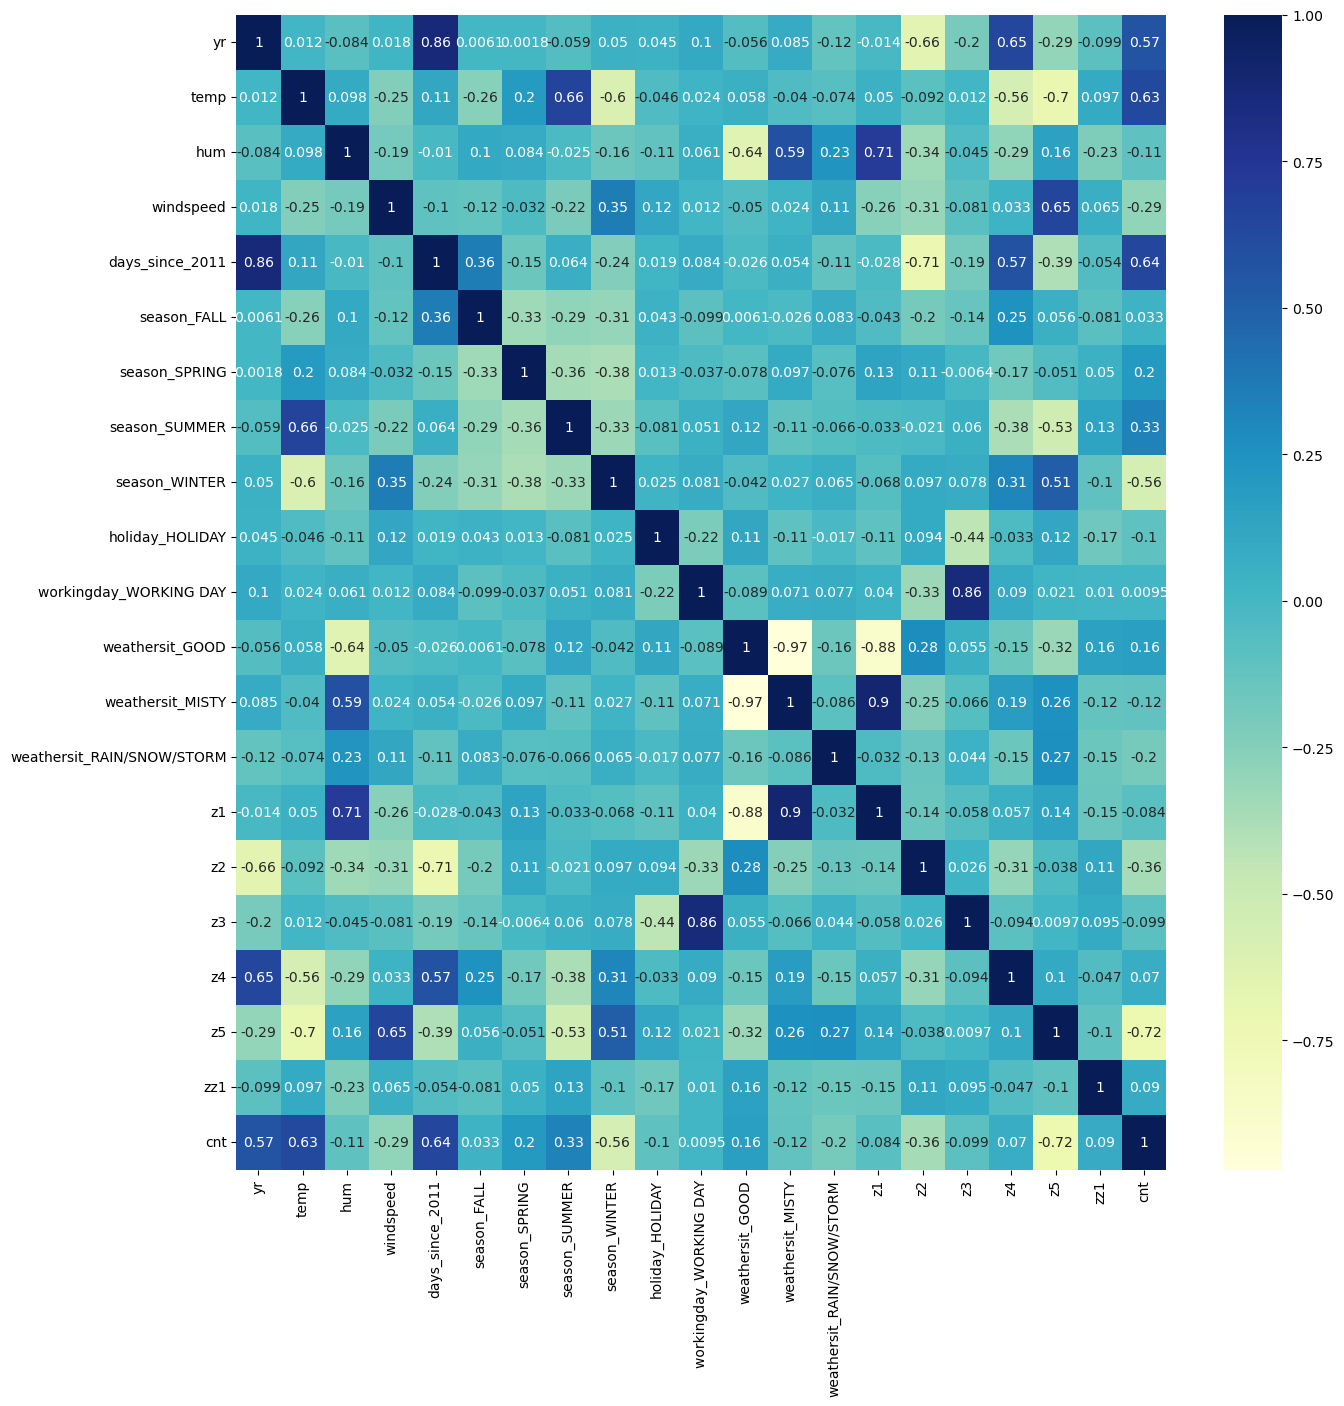 yr 1 0.012 -0.084 0.018 0.86 0.0061 0.0018 -0.059 0.05 0.045 0.1 -0.056 0.085 -0.12 -0.014 -0.66 -0.2 0.65 -0.29 -0.099 0.57
temp 0.012 1 0.098 -0.25 0.11 -0.26 0.2 0.66 -0.6 -0.046 0.024 0.058 -0.04 -0.074 0.05 -0.092 0.012 -0.56 -0.7 0.097 0.63
hum -0.084 0.098 1 -0.19 -0.01 0.1 0.084 -0.025 -0.16 -0.11 0.061 -0.64 0.59 0.23 0.71 -0.34 -0.045 -0.29 0.16 -0.23 -0.11
windspeed 0.018 -0.25 -0.19 1 -0.1 -0.12 -0.032 -0.22 0.35 0.12 0.012 -0.05 0.024 0.11 -0.26 -0.31 -0.081 0.033 0.65 0.065 -0.29
days_since_2011 0.86 0.11 -0.01 -0.1 1 0.36 -0.15 0.064 -0.24 0.019 0.084 -0.026 0.054 -0.11 -0.028 -0.71 -0.19 0.57 -0.39 -0.054 0.64
season_FALL 0.0061 -0.26 0.1 -0.12 0.36 1 -0.33 -0.29 -0.31 0.043 -0.099 0.0061 -0.026 0.083 -0.043 -0.2 -0.14 0.25 0.056 -0.081 0.033
season_SPRING 0.0018 0.2 0.084 -0.032 -0.15 -0.33 1 -0.36 -0.38 0.013 -0.037 -0.078 0.097 -0.076 0.13 0.11 -0.0064 -0.17 -0.051 0.05 0.2
season_SUMMER -0.059 0.66 -0.025 -0.22 0.064 -0.29 -0.36 1 -0.33 -0.081 0.051 0.12 -0.11 -0.066 -0.033 -0.021 0.06 -0.38 -0.53 0.13 0.33
season_WINTER 0.05 -0.6 -0.16 0.35 -0.24 -0.31 -0.38 -0.33 1 0.025 0.081 -0.042 0.027 0.065 -0.068 0.097 0.078 0.31 0.51 -0.1 -0.56
holiday_HOLIDAY 0.045 -0.046 -0.11 0.12 0.019 0.043 0.013 -0.081 0.025 1 -0.22 0.11 -0.11 -0.017 -0.11 0.094 -0.44 -0.033 0.12 -0.17 -0.1
workingday_WORKING DAY 0.1 0.024 0.061 0.012 0.084 -0.099 -0.037 0.051 0.081 -0.22 1 -0.089 0.071 0.077 0.04 -0.33 0.86 0.09 0.021 0.01 0.0095
weathersit_GOOD -0.056 0.058 -0.64 -0.05 -0.026 0.0061 -0.078 0.12 -0.042 0.11 -0.089 1 -0.97 -0.16 -0.88 0.28 0.055 -0.15 -0.32 0.16 0.16
weathersit_MISTY 0.085 -0.04 0.59 0.024 0.054 -0.026 0.097 -0.11 0.027 -0.11 0.071 -0.97 1 -0.086 0.9 -0.25 -0.066 0.19 0.26 -0.12 -0.12
weathersit_RAIN/SNOW/STORM -0.12 -0.074 0.23 0.11 -0.11 0.083 -0.076 -0.066 0.065 -0.017 0.077 -0.16 -0.086 1 -0.032 -0.13 0.044 -0.15 0.27 -0.15 -0.2
z1 -0.014 0.05 0.71 -0.26 -0.028 -0.043 0.13 -0.033 -0.068 -0.11 0.04 -0.88 0.9 -0.032 1 -0.14 -0.058 0.057 0.14 -0.15 -0.084
z2 -0.66 -0.092 -0.34 -0.31 -0.71 -0.2 0.11 -0.021 0.097 0.094 -0.33 0.28 -0.25 -0.13 -0.14 1 0.026 -0.31 -0.038 0.11 -0.36
z3 -0.2 0.012 -0.045 -0.081 -0.19 -0.14 -0.0064 0.06 0.078 -0.44 0.86 0.055 -0.066 0.044 -0.058 0.026 1 -0.094 0.0097 0.095 -0.099
z4 0.65 -0.56 -0.29 0.033 0.57 0.25 -0.17 -0.38 0.31 -0.033 0.09 -0.15 0.19 -0.15 0.057 -0.31 -0.094 1 0.1 -0.047 0.07
z5 -0.29 -0.7 0.16 0.65 -0.39 0.056 -0.051 -0.53 0.51 0.12 0.021 -0.32 0.26 0.27 0.14 -0.038 0.0097 0.1 1 -0.1 -0.72
zz1 -0.099 0.097 -0.23 0.065 -0.054 -0.081 0.05 0.13 -0.1 -0.17 0.01 0.16 -0.12 -0.15 -0.15 0.11 0.095 -0.047 -0.1 1 0.09
cnt 0.57 0.63 -0.11 -0.29 0.64 0.033 0.2 0.33 -0.56 -0.1 0.0095 0.16 -0.12 -0.2 -0.084 -0.36 -0.099 0.07 -0.72 0.09 1
yr
temp
hum
windspeed
days_since_2011
season_FALL
season_SPRING
season_SUMMER
season_WINTER
holiday_HOLIDAY
workingday_WORKING DAY
weathersit_GOOD
weathersit_MISTY
weathersit_RAIN/SNOW/STORM
z1
z2
z3
z4
z5
zz1
cnt
1.00
0.75
0.50
0.25
0.00
−0.25
−0.50
−0.75